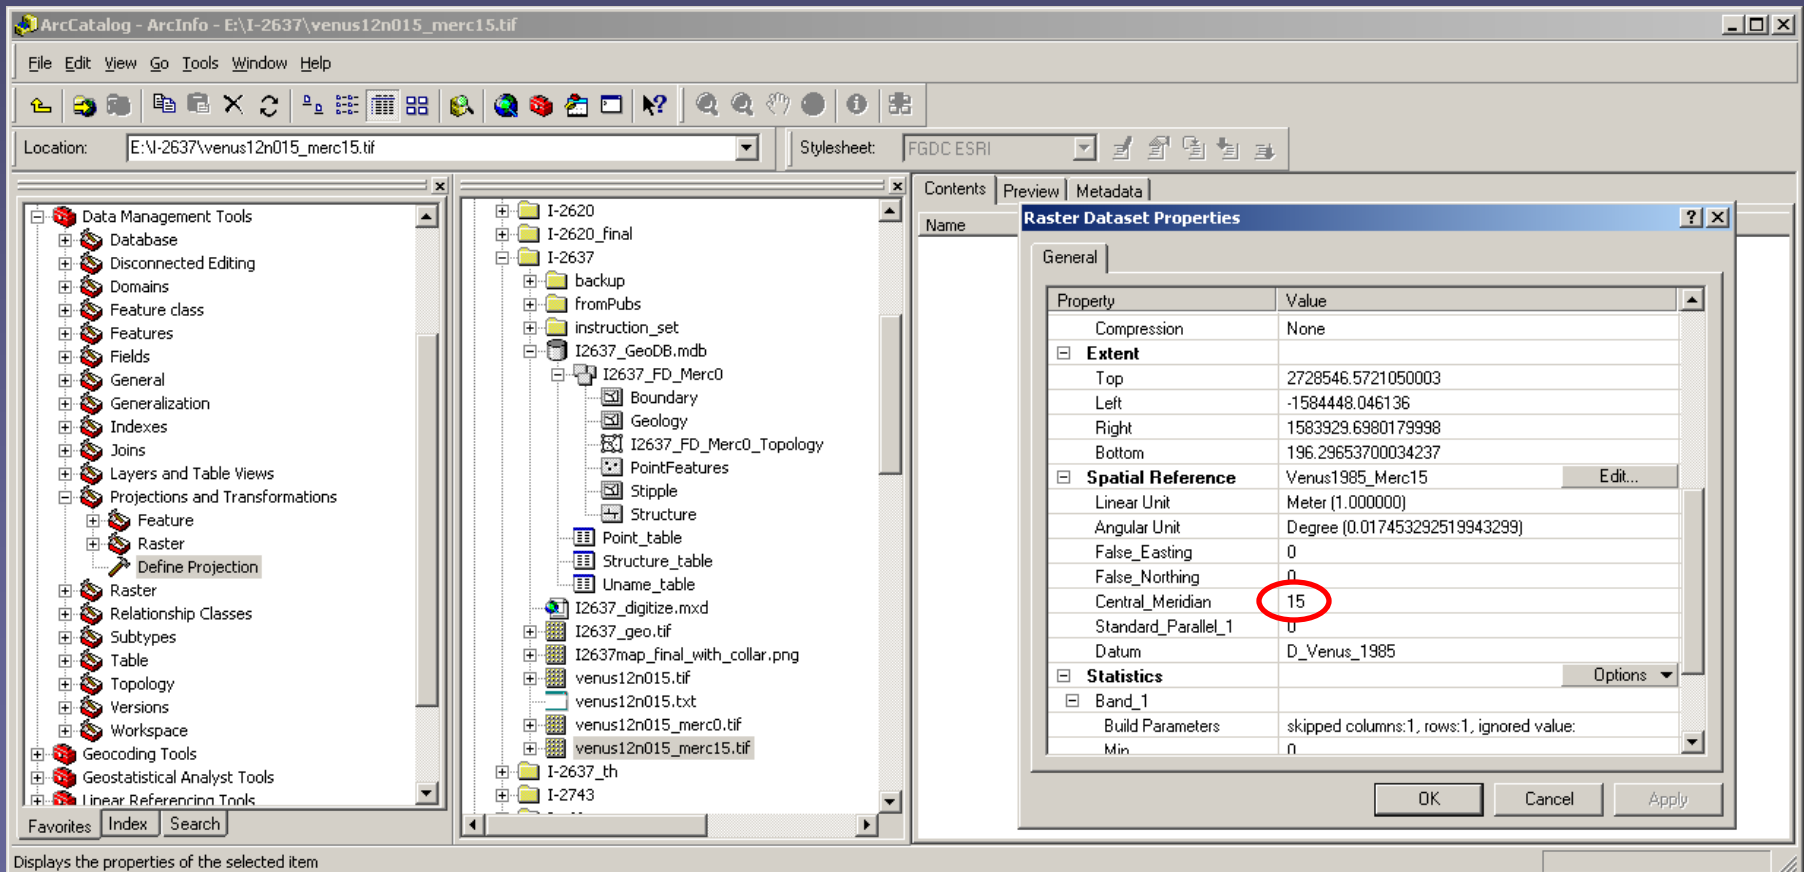 ArcCatalog - ArcInfo - E:\I-2637\venus12n015_merc15.tif
File Edit View Go Tools Window Help
Location: E:\I-2637\venus12n015_merc15.tif Stylesheet: FGDC ESRI
Data Management Tools
Database
Disconnected Editing
Domains
Feature class
Features
Fields
General
Generalization
Indexes
Joins
Layers and Table Views
Projections and Transformations
Feature
Raster
Define Projection
Raster
Relationship Classes
Subtypes
Table
Topology
Versions
Workspace
Geocoding Tools
Geostatistical Analyst Tools
Linear Referencing Tools
Favorites Index Search
I-2620
I-2620_final
I-2637
backup
fromPubs
instruction_set
I2637_GeoDB.mdb
I2637_FD_Merc0
Boundary
Geology
I2637_FD_Merc0_Topology
PointFeatures
Stipple
Structure
Point_table
Structure_table
Uname_table
I2637_digitize.mxd
I2637_geo.tif
I2637map_final_with_collar.png
venus12n015.tif
venus12n015.txt
venus12n015_merc0.tif
venus12n015_merc15.tif
I-2637_th
I-2743
Contents Preview Metadata
Name
Raster Dataset Properties
General
Property Value
Compression None
Extent
Top 2728546.5721050003
Left -1584448.046136
Right 1583929.6980179998
Bottom 196.29653700034237
Spatial Reference Venus1985_Merc15 Edit...
Linear Unit Meter (1.000000)
Angular Unit Degree (0.017453292519943299)
False_Easting 0
False_Northing 0
Central_Meridian 15
Standard_Parallel_1 0
Datum D_Venus_1985
Statistics Options
Band_1
Build Parameters skipped columns:1, rows:1, ignored value:
Min 0
OK Cancel Apply
Displays the properties of the selected item